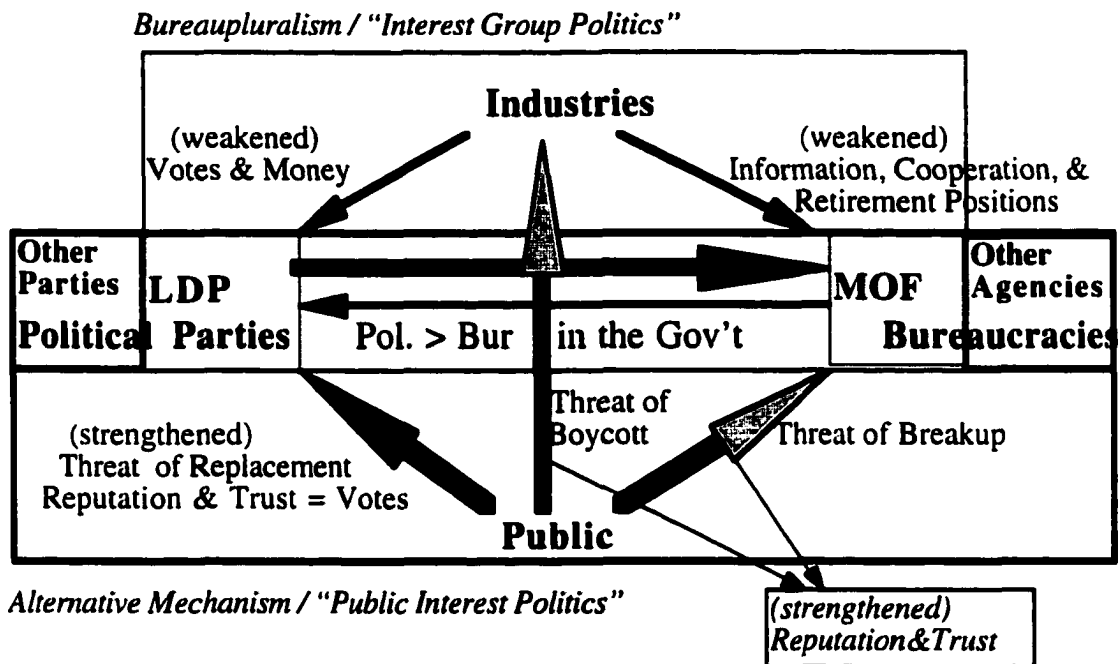 Bureaupluralism / “Interest Group Politics”
Industries
(weakened)
Votes & Money
(weakened)
Information, Cooperation, &
Retirement Positions
Other
Parties
LDP
Political Parties
Pol. > Bur in the Gov't
MOF
Other
Agencies
Bureaucracies
(strengthened)
Threat of Replacement
Reputation & Trust = Votes
Threat of
Boycott
Threat of Breakup
Public
Alternative Mechanism / “Public Interest Politics”
(strengthened)
Reputation&Trust